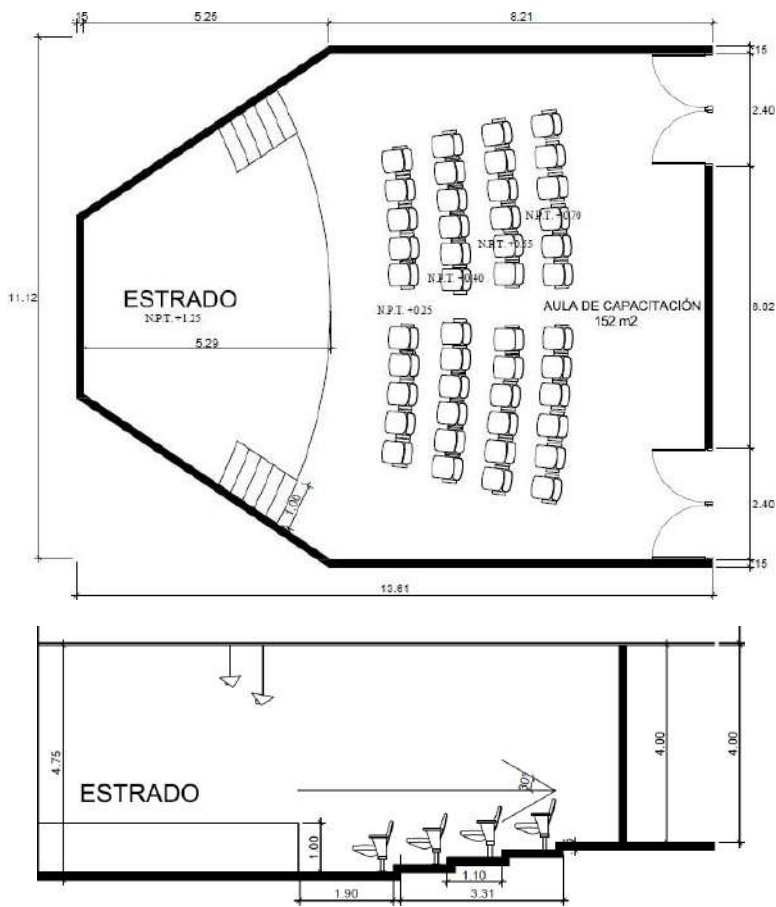 15 5.25 8.21
15
2.40
N.P.T. +0.70
N.P.T. +0.55
N.P.T. +0.40
11.12
ESTRADO
N.P.T. +1.25
N.P.T. +0.25
AULA DE CAPACITACIÓN
152 m2
6.02
5.29
1.00
2.40
15
13.61
4.75
ESTRADO
30°
4.00
4.00
1.00
1.90
1.10
3.31